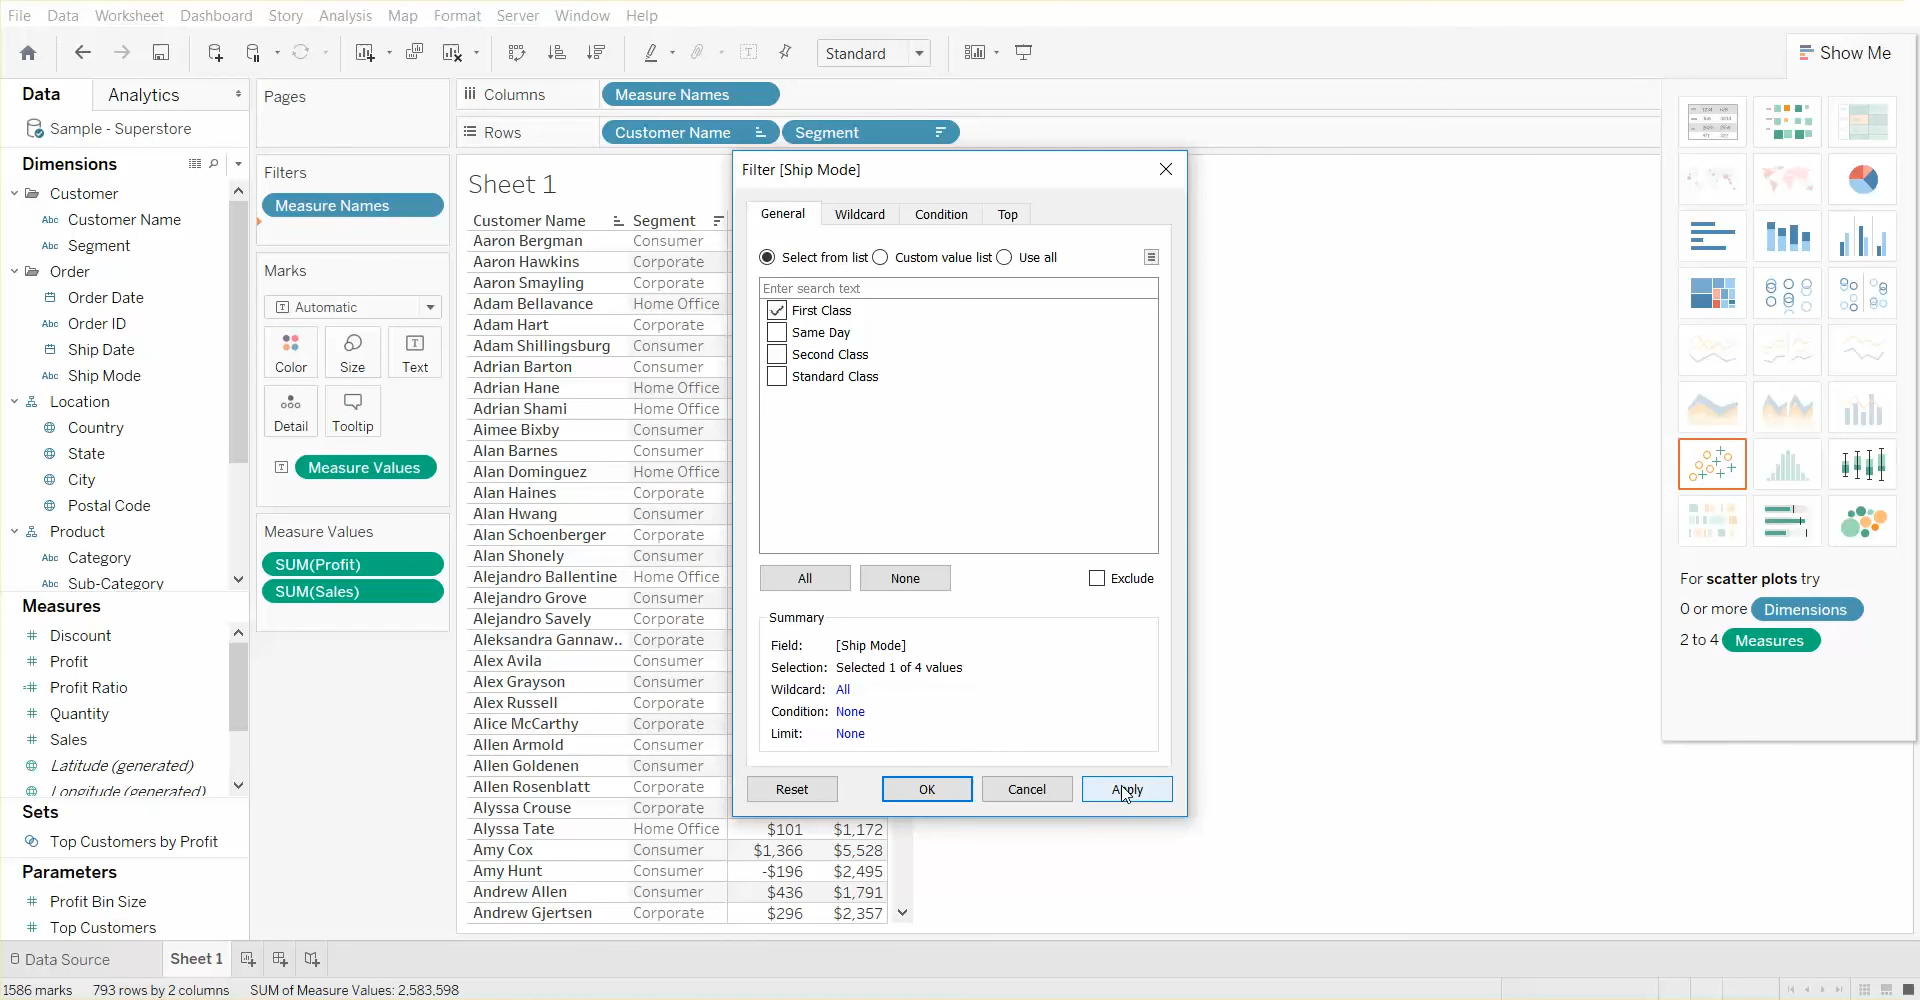 File Data Worksheet Dashboard Story Analysis Map Format Server Window Help
Standard
Show Me
Data
Analytics
Sample - Superstore
Dimensions
Customer
Abc Customer Name
Abc Segment
Order
Order Date
Abc Order ID
Ship Date
Abc Ship Mode
Location
Country
State
City
Postal Code
Product
Abc Category
Abc Sub-Category
Measures
Discount
Profit
Profit Ratio
Quantity
Sales
Latitude (generated)
Longitude (generated)
Sets
Top Customers by Profit
Parameters
Profit Bin Size
Top Customers
Pages
Filters
Measure Names
Marks
Automatic
Color
Size
Text
Detail
Tooltip
Measure Values
Measure Values
SUM(Profit)
SUM(Sales)
Columns
Measure Names
Rows
Customer Name
Segment
Sheet 1
Customer Name Segment
Aaron Bergman Consumer
Aaron Hawkins Corporate
Aaron Smayling Corporate
Adam Bellavance Home Office
Adam Hart Corporate
Adam Shillingsburg Consumer
Adrian Barton Consumer
Adrian Hane Home Office
Adrian Shami Home Office
Aimee Bixby Consumer
Alan Barnes Consumer
Alan Dominguez Home Office
Alan Haines Corporate
Alan Hwang Consumer
Alan Schoenberger Corporate
Alan Shonely Consumer
Alejandro Ballentine Home Office
Alejandro Grove Consumer
Alejandro Savely Corporate
Aleksandra Gannaw.. Corporate
Alex Avila Consumer
Alex Grayson Consumer
Alex Russell Corporate
Alice McCarthy Corporate
Allen Armold Consumer
Allen Goldenen Consumer
Allen Rosenblatt Corporate
Alyssa Crouse Corporate
Alyssa Tate Home Office $101 $1,172
Amy Cox Consumer $1,366 $5,528
Amy Hunt Consumer -$196 $2,495
Andrew Allen Consumer $436 $1,791
Andrew Gjertsen Corporate $296 $2,357
Filter [Ship Mode]
General Wildcard Condition Top
Select from list Custom value list Use all
Enter search text
First Class
Same Day
Second Class
Standard Class
All
None
Exclude
Summary
Field: [Ship Mode]
Selection: Selected 1 of 4 values
Wildcard: All
Condition: None
Limit: None
Reset
OK
Cancel
Apply
For scatter plots try
0 or more Dimensions
2 to 4 Measures
Data Source
Sheet 1
1586 marks 793 rows by 2 columns SUM of Measure Values: 2,583,598